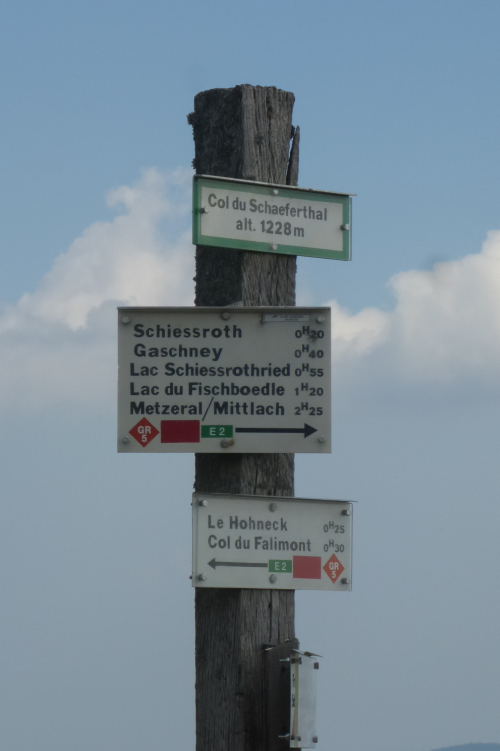 Col du Schaeferthal
alt. 1228 m
Schiessroth 0H20
Gaschney 0H40
Lac Schiessrothried 0H55
Lac du Fischboedle 1H20
Metzeral/Mittlach 2H25
GR 5 E2
Le Hohneck 0H25
Col du Falimont 0H30
E2 GR 5